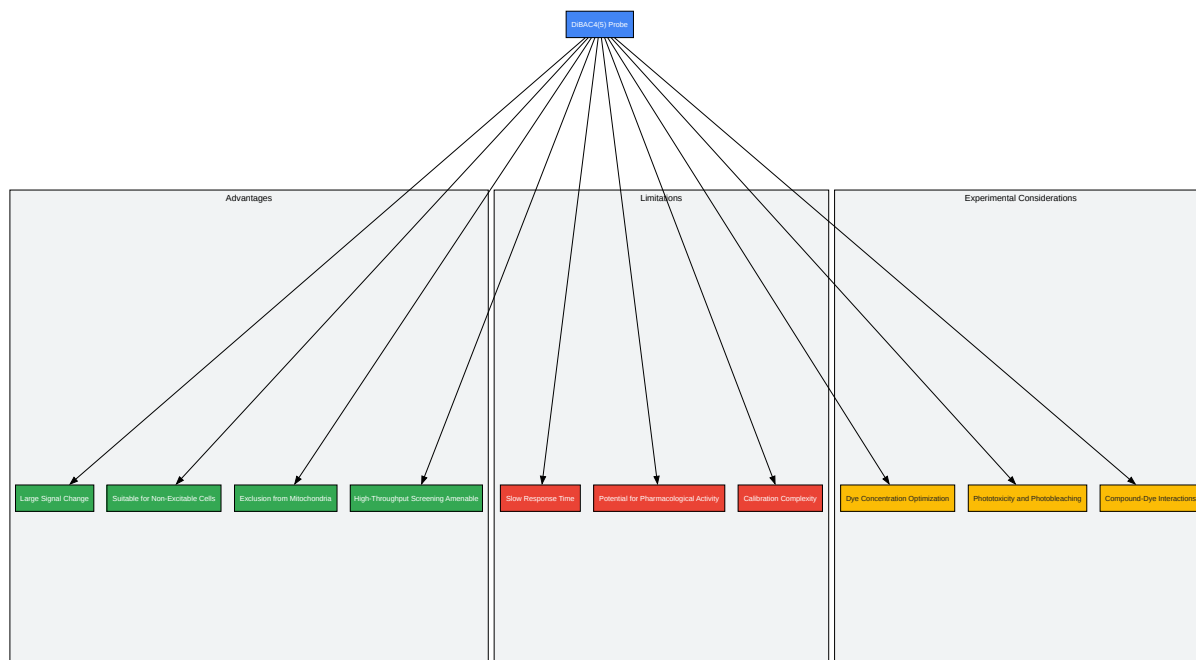 DiBAC4(5) Probe
Advantages
Limitations
Experimental Considerations
Large Signal Change
Suitable for Non-Excitable Cells
Exclusion from Mitochondria
High-Throughput Screening Amenable
Slow Response Time
Potential for Pharmacological Activity
Calibration Complexity
Dye Concentration Optimization
Phototoxicity and Photobleaching
Compound-Dye Interactions